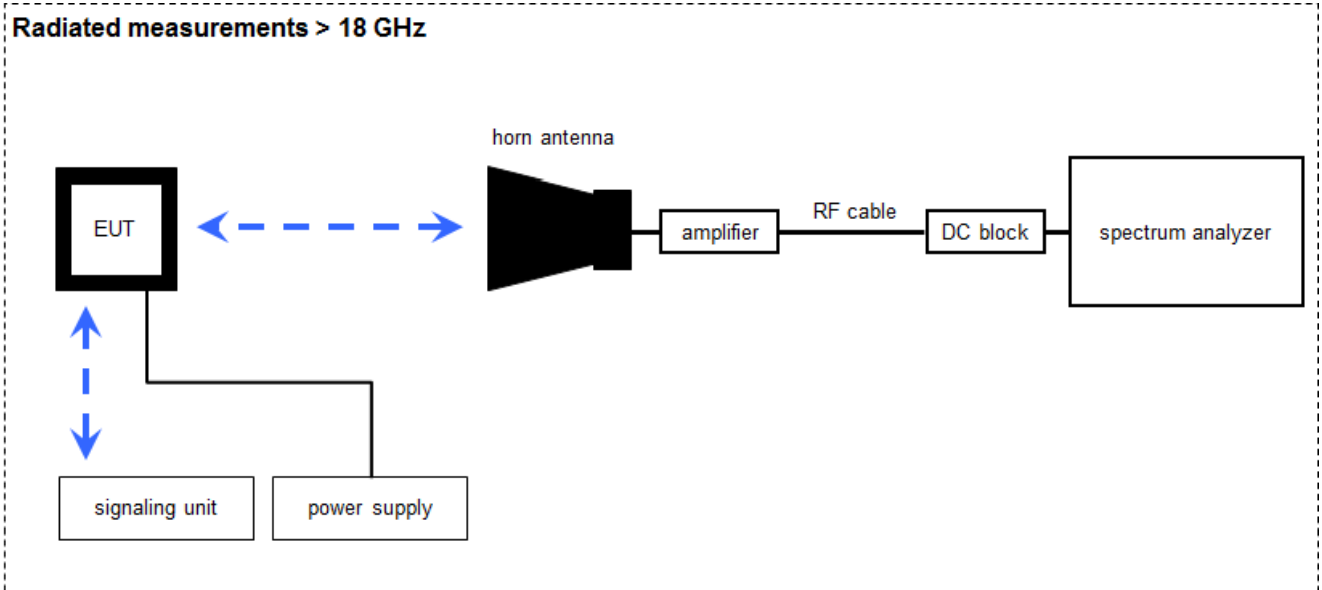 Radiated measurements > 18 GHz
horn antenna
EUT
amplifier
RF cable
DC block
spectrum analyzer
signaling unit
power supply